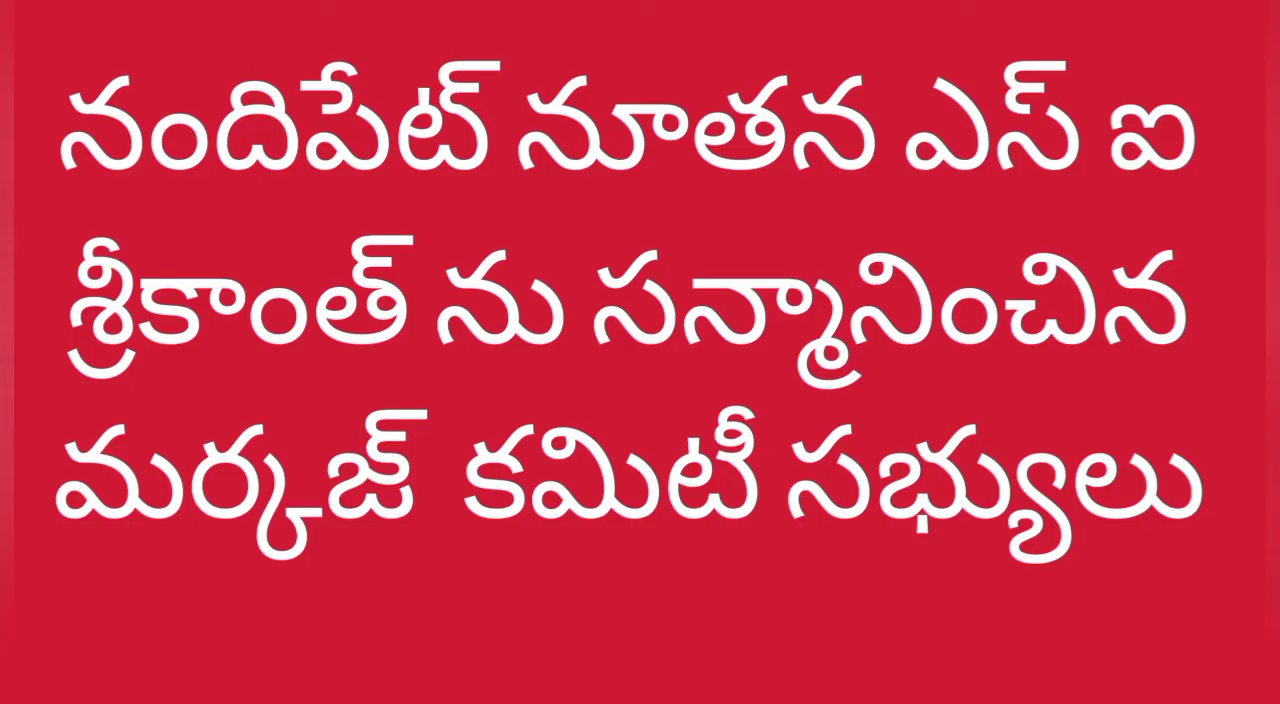 నందిపేట్ నూతన ఎస్ ఐ
శ్రీకాంత్ ను సన్మానించిన
మర్కజ్ కమిటీ సభ్యులు